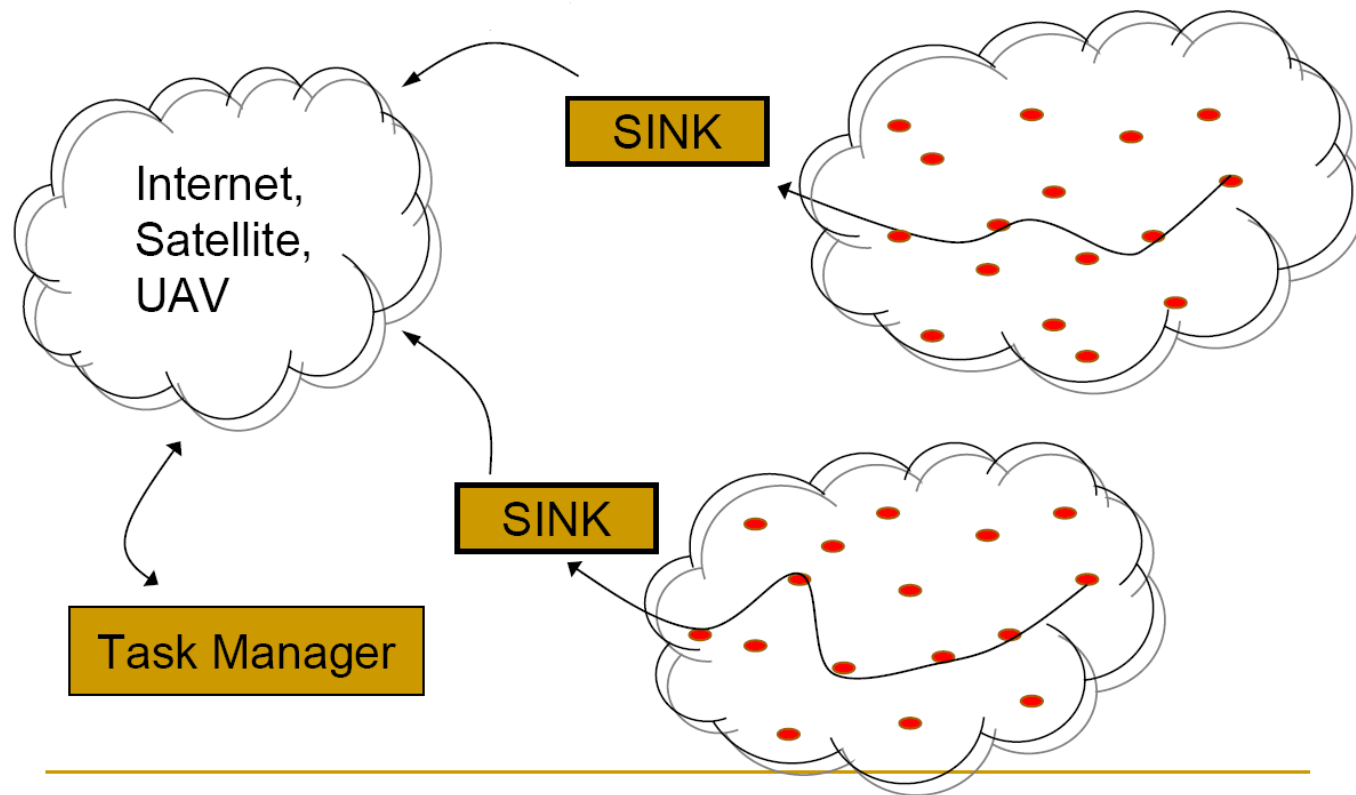 SINK
Internet,
Satellite,
UAV
SINK
Task Manager